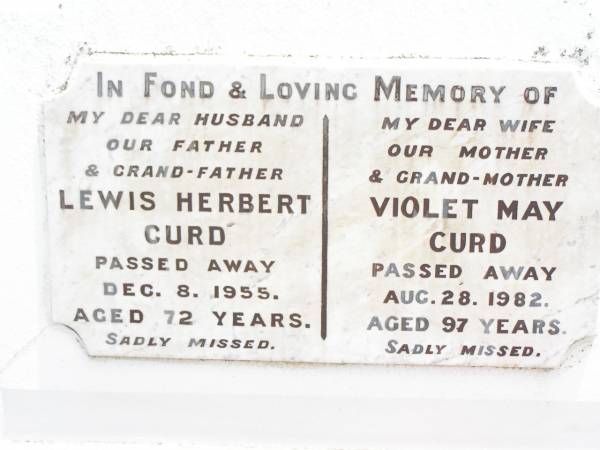 IN FOND & LOVING MEMORY OF
MY DEAR HUSBAND
OUR FATHER
& GRAND-FATHER
LEWIS HERBERT
CURD
PASSED AWAY
DEC. 8. 1955.
AGED 72 YEARS.
SADLY MISSED.
MY DEAR WIFE
OUR MOTHER
& GRAND-MOTHER
VIOLET MAY
CURD
PASSED AWAY
AUG. 28. 1982.
AGED 97 YEARS.
SADLY MISSED.